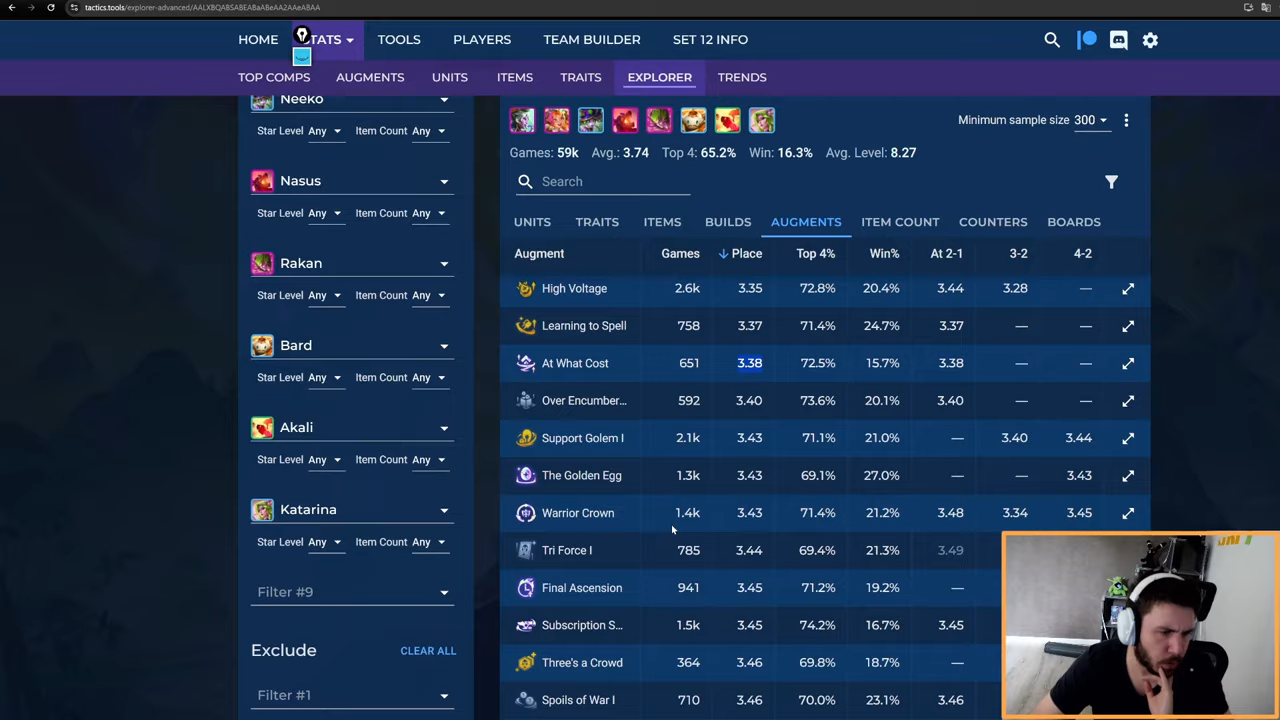 tactics.tools/explorer-advanced/AALXBQABSABEABaABeAA2AAeABAA
HOME
STATS
TOOLS
PLAYERS
TEAM BUILDER
SET 12 INFO
TOP COMPS
AUGMENTS
UNITS
ITEMS
TRAITS
EXPLORER
TRENDS
Neeko
Star Level Any Item Count Any
Nasus
Star Level Any Item Count Any
Rakan
Star Level Any Item Count Any
Bard
Star Level Any Item Count Any
Akali
Star Level Any Item Count Any
Katarina
Star Level Any Item Count Any
Filter #9
Exclude CLEAR ALL
Filter #1
Minimum sample size 300
Games: 59k Avg.: 3.74 Top 4: 65.2% Win: 16.3% Avg. Level: 8.27
Search
UNITS TRAITS ITEMS BUILDS AUGMENTS ITEM COUNT COUNTERS BOARDS
Augment Games Place Top 4% Win% At 2-1 3-2 4-2
High Voltage 2.6k 3.35 72.8% 20.4% 3.44 3.28 —
Learning to Spell 758 3.37 71.4% 24.7% 3.37 — —
At What Cost 651 3.38 72.5% 15.7% 3.38 — —
Over Encumber... 592 3.40 73.6% 20.1% 3.40 — —
Support Golem I 2.1k 3.43 71.1% 21.0% — 3.40 3.44
The Golden Egg 1.3k 3.43 69.1% 27.0% — — 3.43
Warrior Crown 1.4k 3.43 71.4% 21.2% 3.48 3.34 3.45
Tri Force I 785 3.44 69.4% 21.3% 3.49
Final Ascension 941 3.45 71.2% 19.2% —
Subscription S... 1.5k 3.45 74.2% 16.7% 3.45
Three's a Crowd 364 3.46 69.8% 18.7% —
Spoils of War I 710 3.46 70.0% 23.1% 3.46